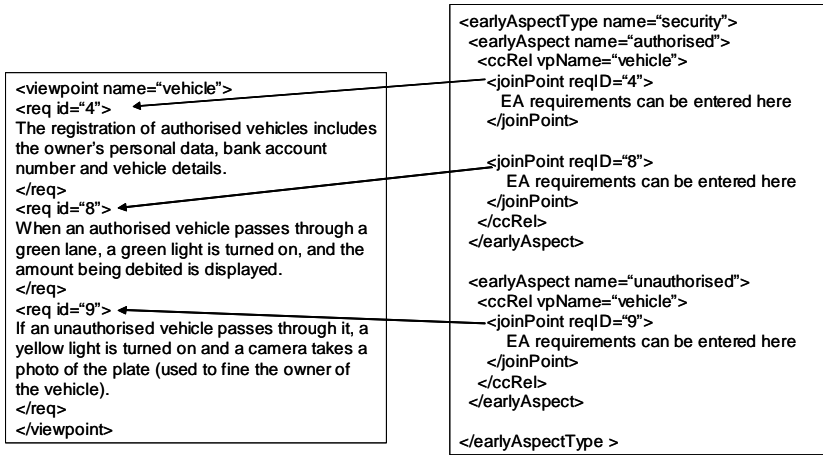 <viewpoint name=“vehicle”>
<req id=“4”>
The registration of authorised vehicles includes
the owner’s personal data, bank account
number and vehicle details.
</req>
<req id=“8”>
When an authorised vehicle passes through a
green lane, a green light is turned on, and the
amount being debited is displayed.
</req>
<req id=“9”>
If an unauthorised vehicle passes through it, a
yellow light is turned on and a camera takes a
photo of the plate (used to fine the owner of
the vehicle).
</req>
</viewpoint>
<earlyAspectType name=“security”>
<earlyAspect name=“authorised”>
<ccRel vpName=“vehicle”>
<joinPoint reqID=“4”>
EA requirements can be entered here
</joinPoint>
<joinPoint reqID=“8”>
EA requirements can be entered here
</joinPoint>
</ccRel>
</earlyAspect>
<earlyAspect name=“unauthorised”>
<ccRel vpName=“vehicle”>
<joinPoint reqID=“9”>
EA requirements can be entered here
</joinPoint>
</ccRel>
</earlyAspect>
</earlyAspectType >